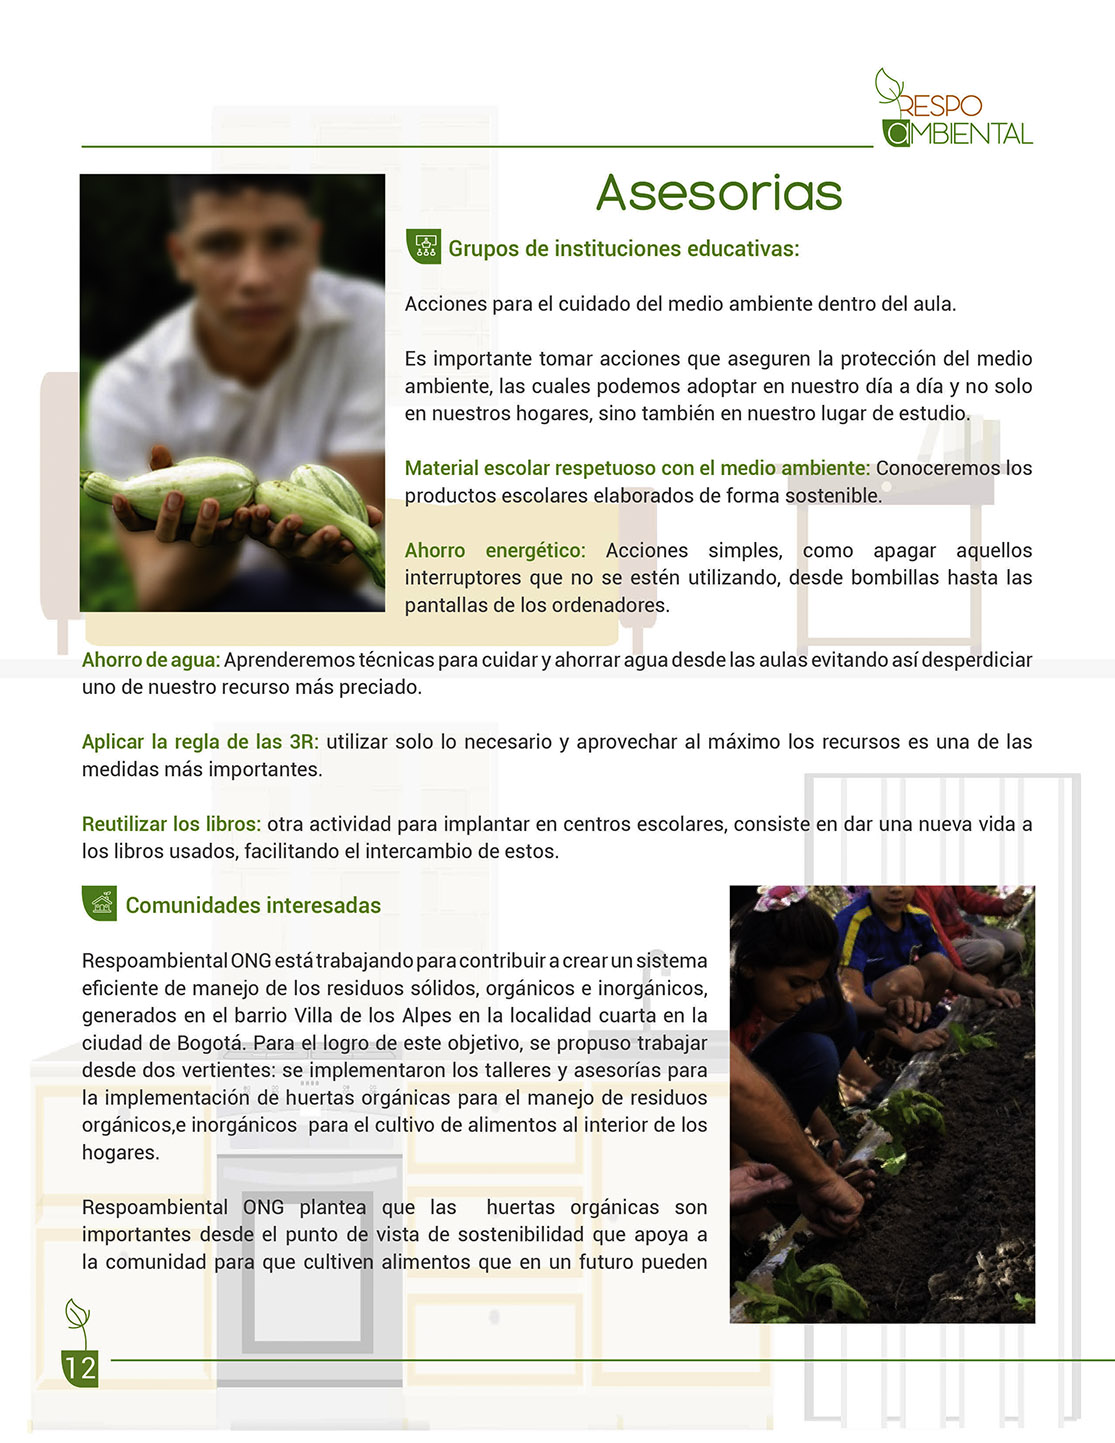 RESPO
aMBIENTAL
Asesorias
Grupos de instituciones educativas:
Acciones para el cuidado del medio ambiente dentro del aula.
Es importante tomar acciones que aseguren la protección del medio
ambiente, las cuales podemos adoptar en nuestro día a día y no solo
en nuestros hogares, sino también en nuestro lugar de estudio.
Material escolar respetuoso con el medio ambiente: Conoceremos los
productos escolares elaborados de forma sostenible.
Ahorro energético: Acciones simples, como apagar aquellos
interruptores que no se estén utilizando, desde bombillas hasta las
pantallas de los ordenadores.
Ahorro de agua: Aprenderemos técnicas para cuidar y ahorrar agua desde las aulas evitando así desperdiciar
uno de nuestro recurso más preciado.
Aplicar la regla de las 3R: utilizar solo lo necesario y aprovechar al máximo los recursos es una de las
medidas más importantes.
Reutilizar los libros: otra actividad para implantar en centros escolares, consiste en dar una nueva vida a
los libros usados, facilitando el intercambio de estos.
Comunidades interesadas
Respoambiental ONG está trabajando para contribuir a crear un sistema
eficiente de manejo de los residuos sólidos, orgánicos e inorgánicos,
generados en el barrio Villa de los Alpes en la localidad cuarta en la
ciudad de Bogotá. Para el logro de este objetivo, se propuso trabajar
desde dos vertientes: se implementaron los talleres y asesorías para
la implementación de huertas orgánicas para el manejo de residuos
orgánicos,e inorgánicos para el cultivo de alimentos al interior de los
hogares.
Respoambiental ONG plantea que las huertas orgánicas son
importantes desde el punto de vista de sostenibilidad que apoya a
la comunidad para que cultiven alimentos que en un futuro pueden
12